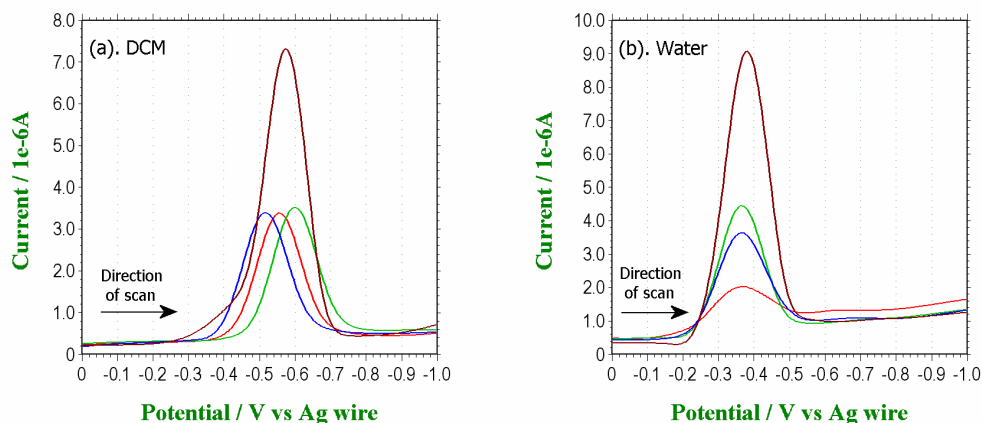 (a). DCM
8.0
7.0
6.0
5.0
4.0
3.0
2.0
1.0
0
Current / 1e-6A
Direction
of scan
0 -0.1 -0.2 -0.3 -0.4 -0.5 -0.6 -0.7 -0.8 -0.9 -1.0
Potential / V vs Ag wire
(b). Water
10.0
9.0
8.0
7.0
6.0
5.0
4.0
3.0
2.0
1.0
0
Current / 1e-6A
Direction
of scan
0 -0.1 -0.2 -0.3 -0.4 -0.5 -0.6 -0.7 -0.8 -0.9 -1.0
Potential / V vs Ag wire